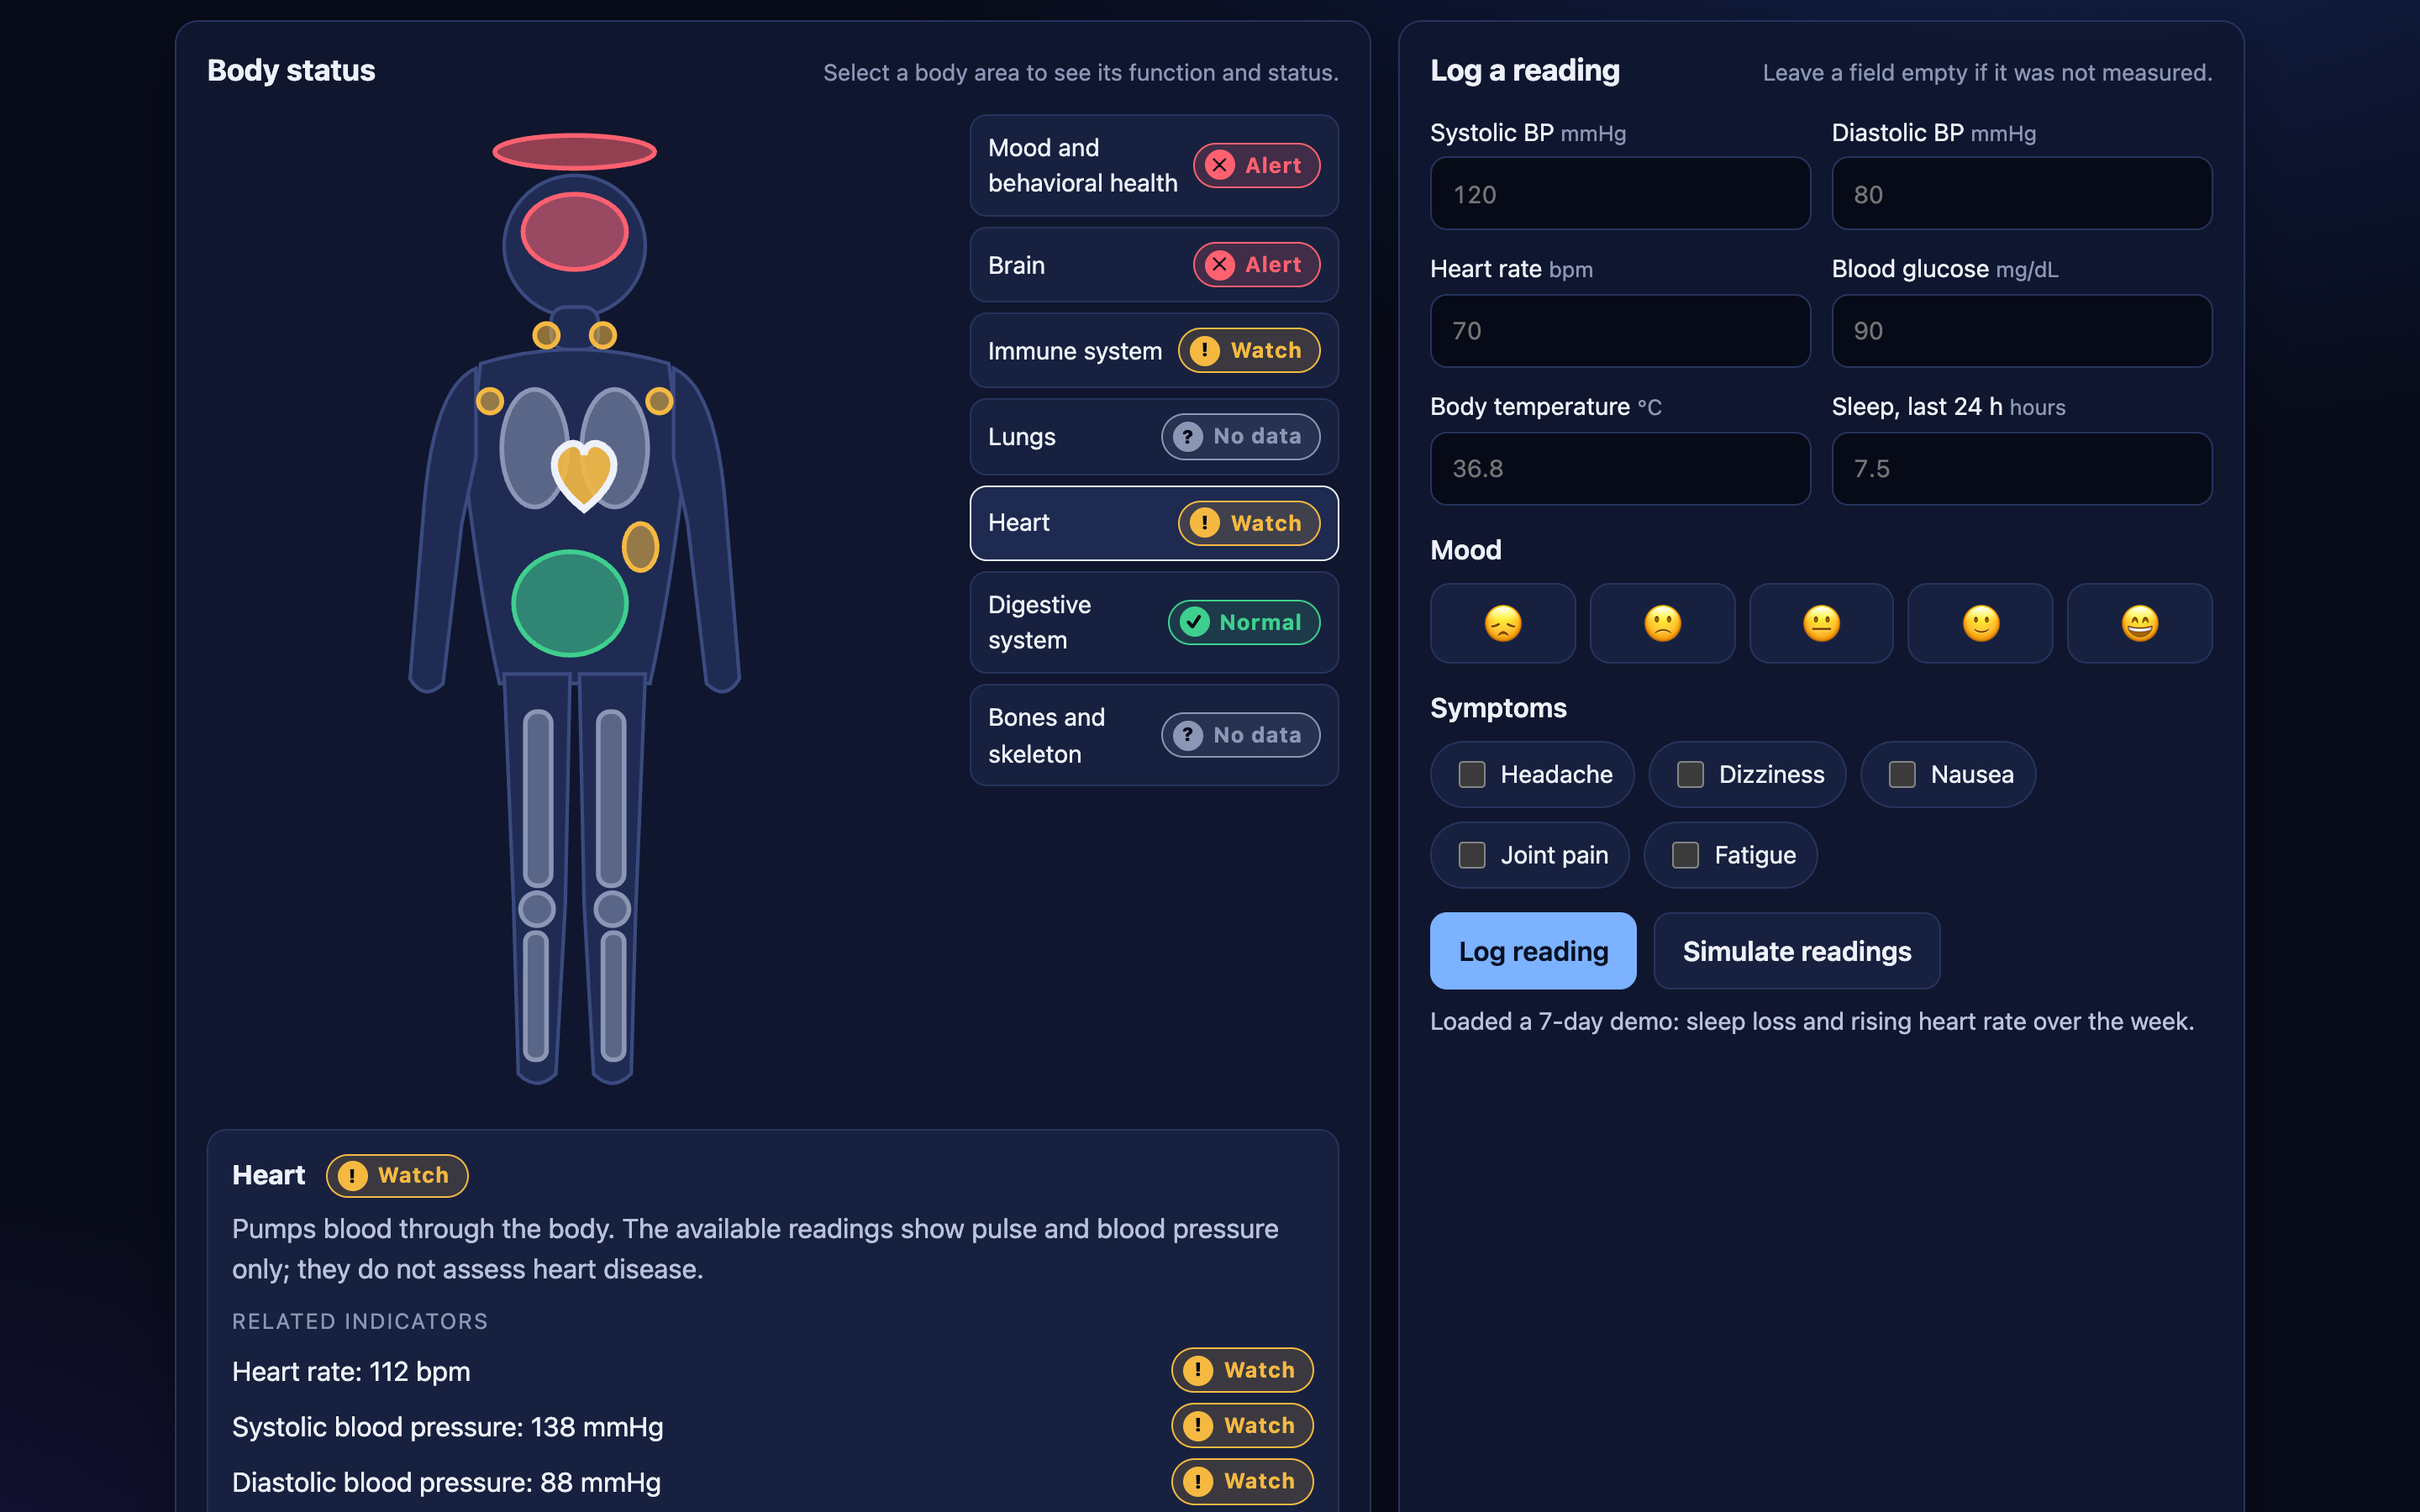 Body status
Select a body area to see its function and status.
Mood and
behavioral health
Alert
Brain
Alert
Immune system
! Watch
Lungs
? No data
Heart
! Watch
Digestive
system
Normal
Bones and
skeleton
? No data
Heart
! Watch
Pumps blood through the body. The available readings show pulse and blood pressure
only; they do not assess heart disease.
RELATED INDICATORS
Heart rate: 112 bpm
! Watch
Systolic blood pressure: 138 mmHg
! Watch
Diastolic blood pressure: 88 mmHg
! Watch
Log a reading
Leave a field empty if it was not measured.
Systolic BP mmHg
120
Diastolic BP mmHg
80
Heart rate bpm
70
Blood glucose mg/dL
90
Body temperature °C
36.8
Sleep, last 24 h hours
7.5
Mood
Symptoms
Headache
Dizziness
Nausea
Joint pain
Fatigue
Log reading
Simulate readings
Loaded a 7-day demo: sleep loss and rising heart rate over the week.